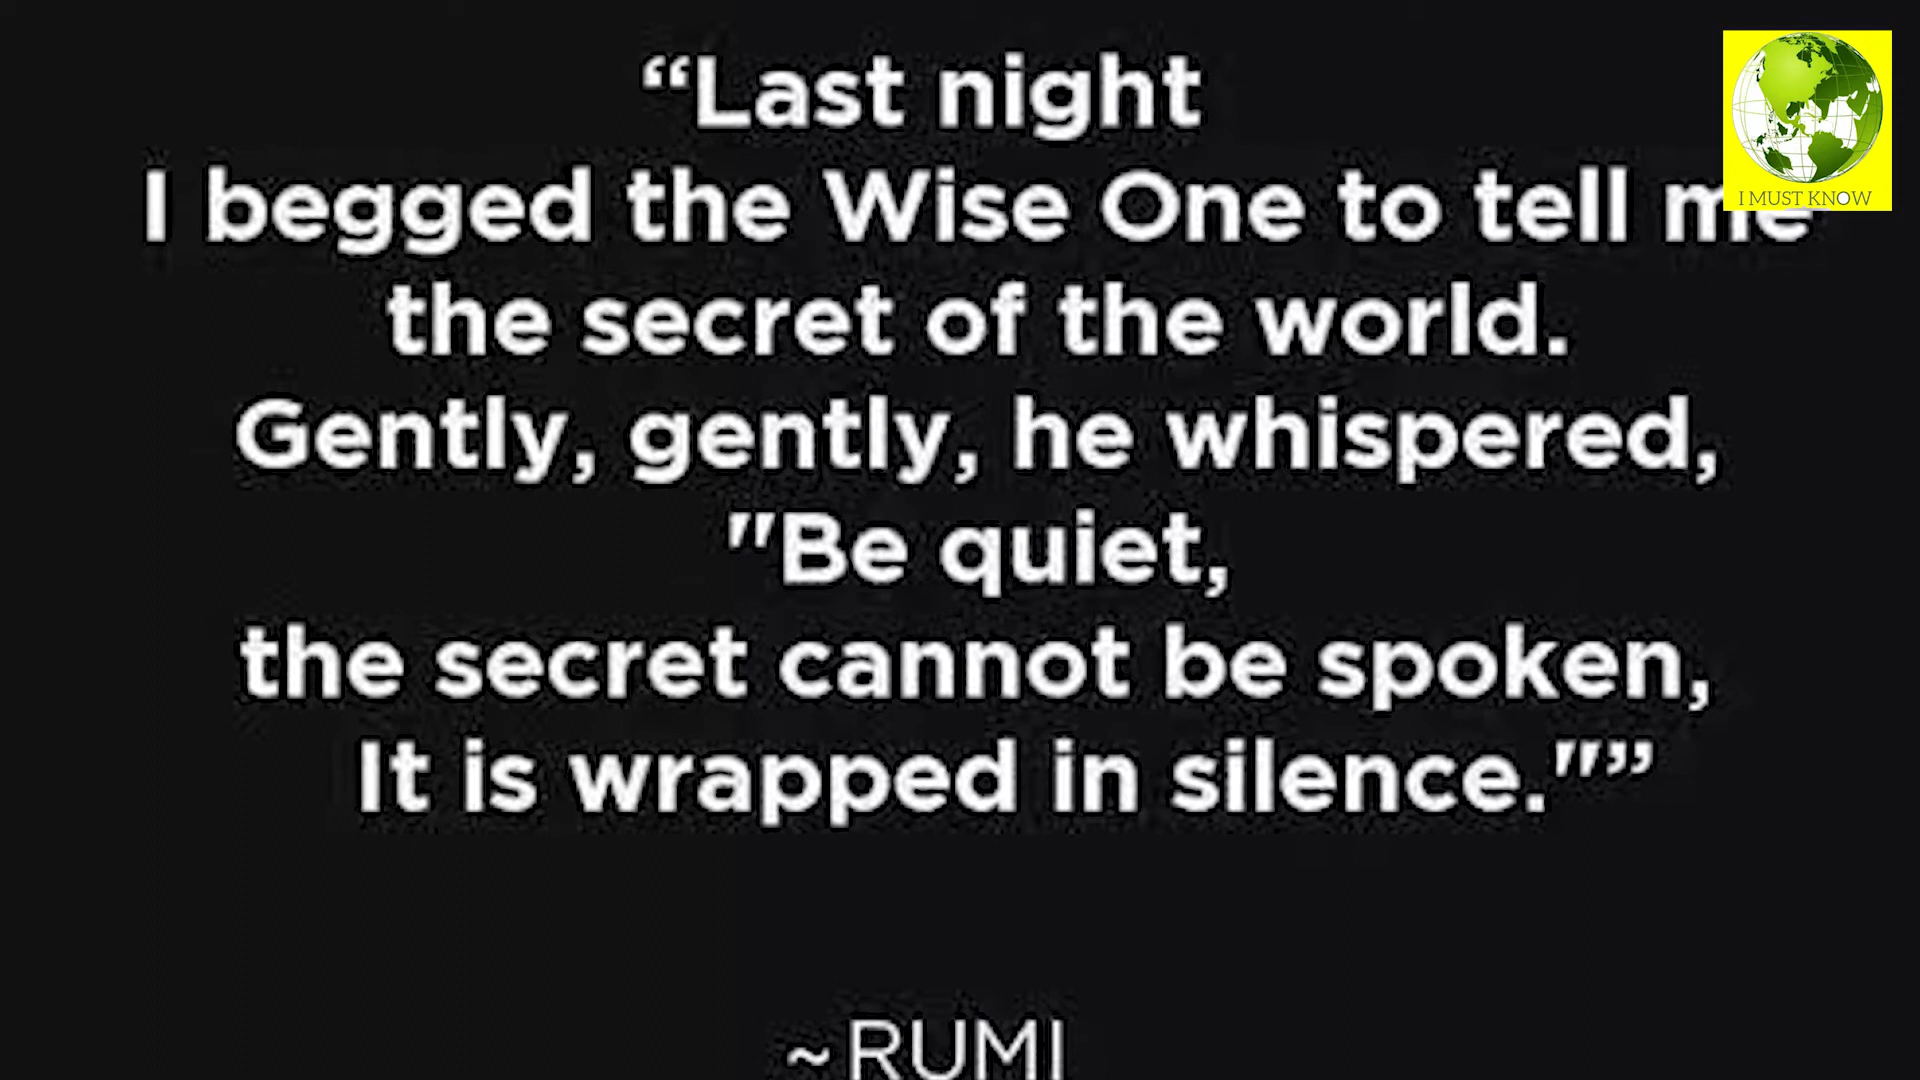 “Last night
I begged the Wise One to tell me
the secret of the world.
Gently, gently, he whispered,
"Be quiet,
the secret cannot be spoken,
It is wrapped in silence."”
~RUMI
I MUST KNOW